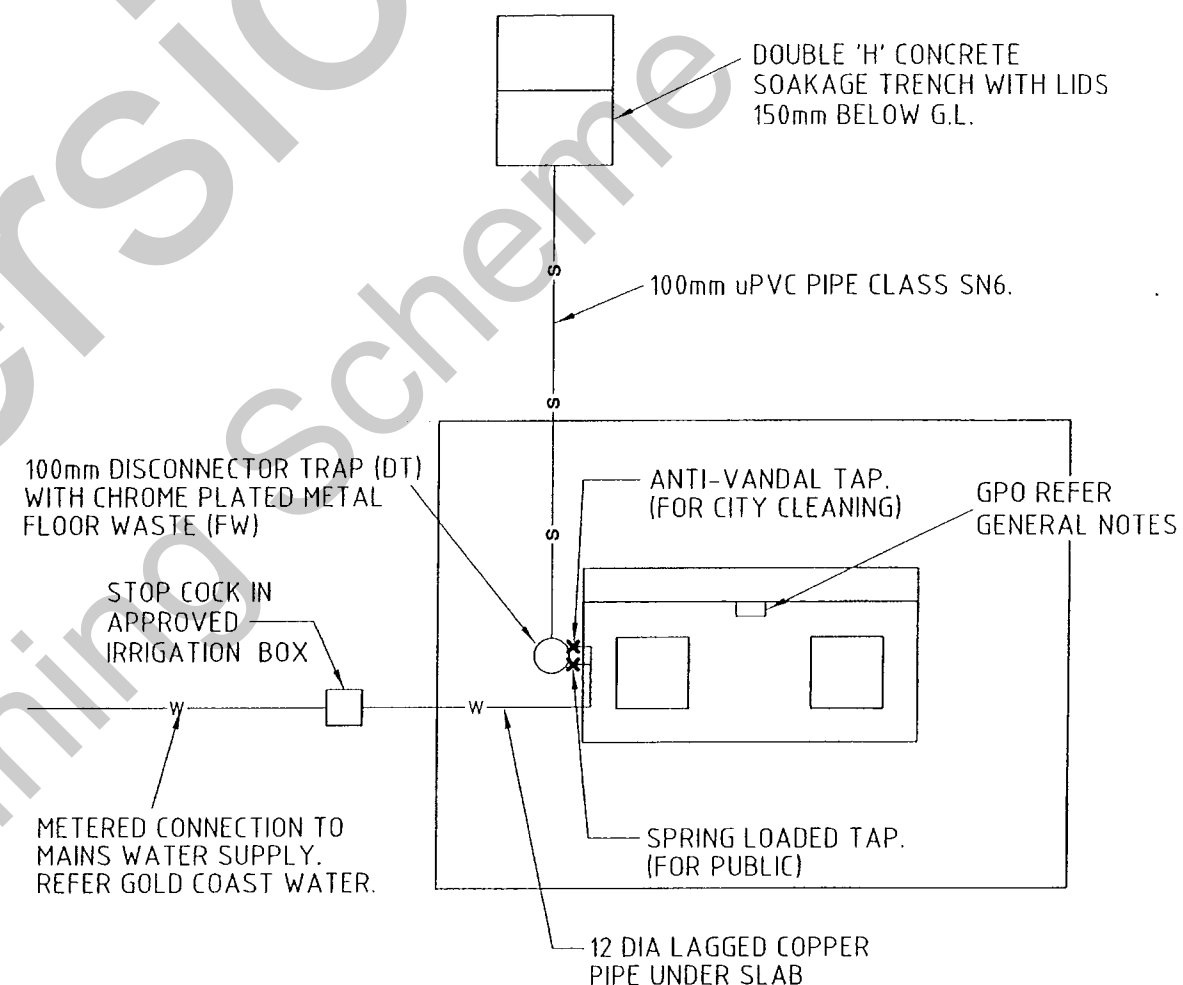 DOUBLE 'H' CONCRETE
SOAKAGE TRENCH WITH LIDS
150mm BELOW G.L.
S
100mm uPVC PIPE CLASS SN6.
S
100mm DISCONNECTOR TRAP (DT)
WITH CHROME PLATED METAL
FLOOR WASTE (FW)
ANTI-VANDAL TAP.
(FOR CITY CLEANING)
GPO REFER
GENERAL NOTES
S
STOP COCK IN
APPROVED
IRRIGATION BOX
W
W
METERED CONNECTION TO
MAINS WATER SUPPLY.
REFER GOLD COAST WATER.
SPRING LOADED TAP.
(FOR PUBLIC)
12 DIA LAGGED COPPER
PIPE UNDER SLAB
ersio
ning Scheme